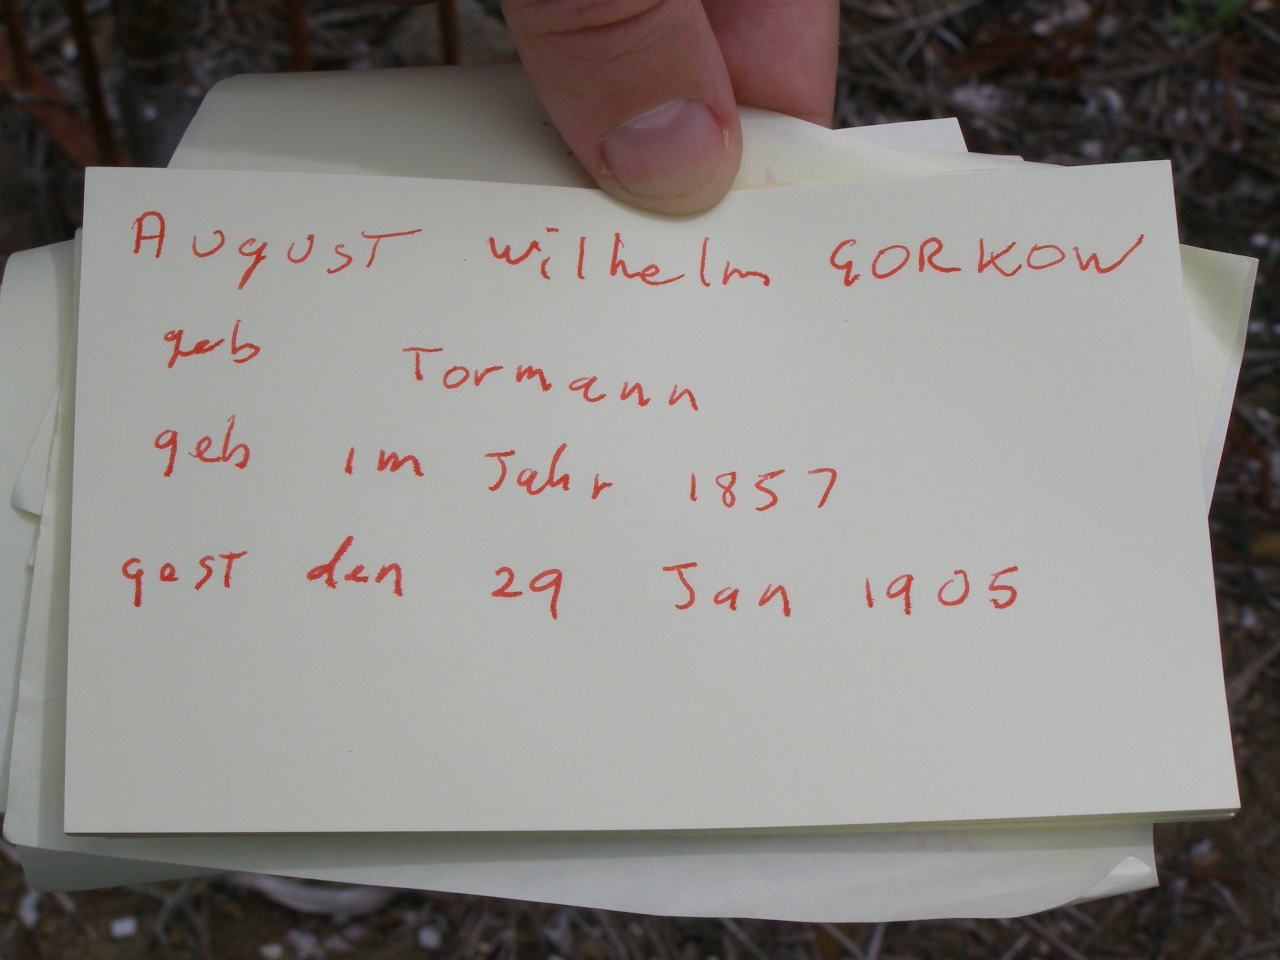 August Wilhelm GORKOW
geb Tormann
geb im Jahr 1857
gest den 29 Jan 1905